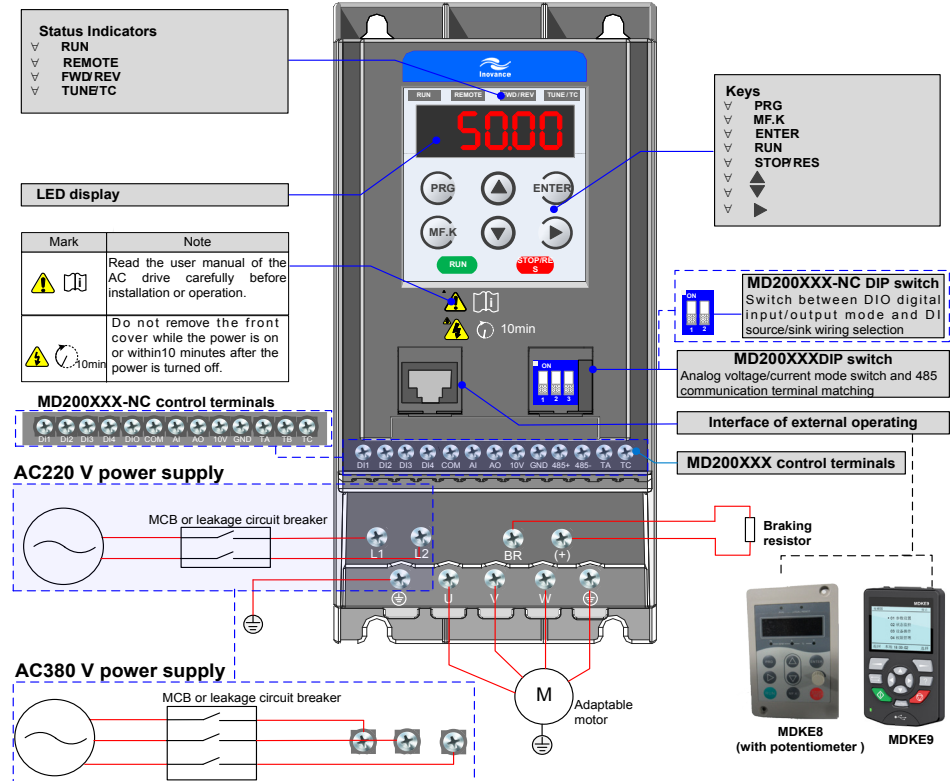 Status Indicators
∀ RUN
∀ REMOTE
∀ FWD/REV
∀ TUNE/TC
Inovance
RUN REMOTE FWD/REV TUNE/TC
50.00
PRG
ENTER
MF.K
RUN
STOP/RE
S
10min
Keys
∀ PRG
∀ MF.K
∀ ENTER
∀ RUN
∀ STOP/RES
∀ ▲
∀ ▼
∀ ▶
LED display
Mark Note
Read the user manual of the
AC drive carefully before
installation or operation.
10min
Do not remove the front
cover while the power is on
or within10 minutes after the
power is turned off.
ON
1 2
MD200XXX-NC DIP switch
Switch between DIO digital
input/output mode and DI
source/sink wiring selection
ON
1 2 3
MD200XXXDIP switch
Analog voltage/current mode switch and 485
communication terminal matching
Interface of external operating
MD200XXX control terminals
MD200XXX-NC control terminals
DI1 DI2 DI3 DI4 DIO COM AI AO 10V GND TA TB TC
DI1 DI2 DI3 DI4 COM AI AO 10V GND 485+ 485- TA TC
AC220 V power supply
MCB or leakage circuit breaker
L1 L2 BR (+)
Braking
resistor
U V W
M
Adaptable
motor
AC380 V power supply
MCB or leakage circuit breaker
MDKE8
(with potentiometer )
MDKE9
MDKE9